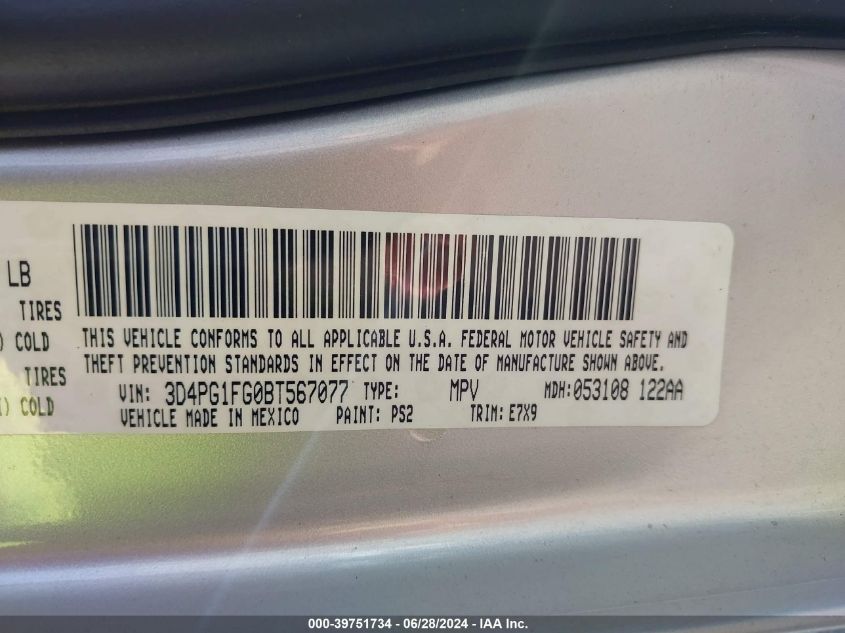 LB
TIRES
) COLD
TIRES
) COLD
THIS VEHICLE CONFORMS TO ALL APPLICABLE U.S.A. FEDERAL MOTOR VEHICLE SAFETY AND
THEFT PREVENTION STANDARDS IN EFFECT ON THE DATE OF MANUFACTURE SHOWN ABOVE.
VIN: 3D4PG1FG0BT567077 TYPE: MPV MDH:053108 122AA
VEHICLE MADE IN MEXICO PAINT: PS2 TRIM: E7X9
000-39751734 - 06/28/2024 - IAA Inc.